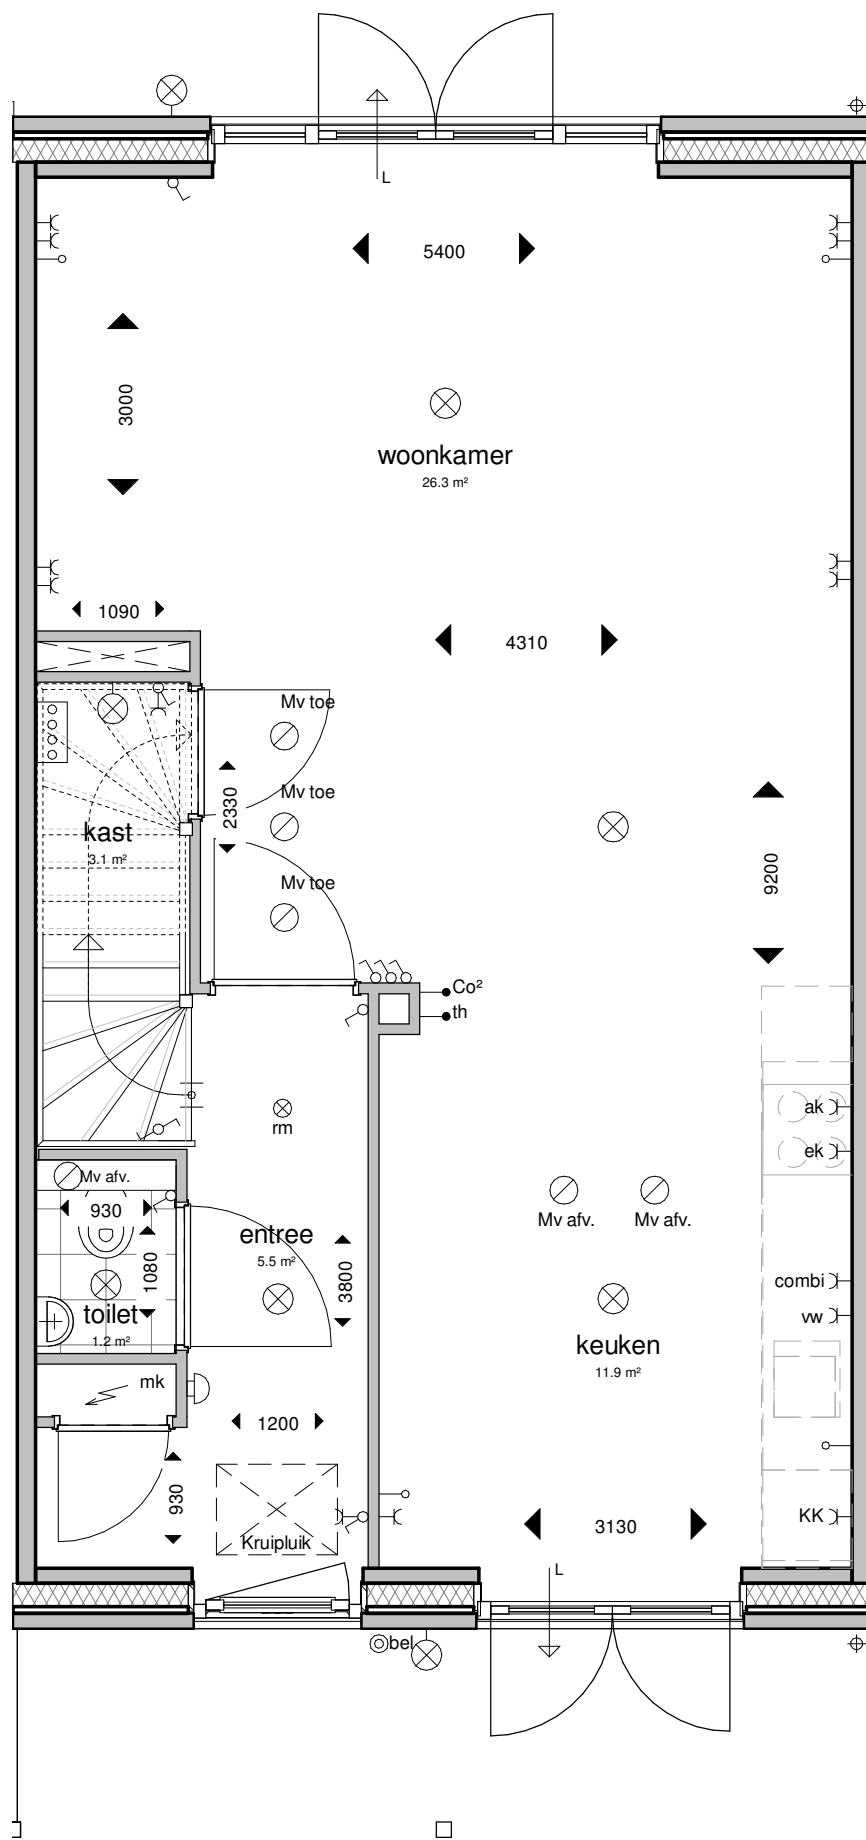 L
5400
3000
woonkamer
26.3 m²
1090
4310
Mv toe
2330
Mv toe
kast
3.1 m²
9200
Mv toe
Co²
th
ak
rm
ek
Mv afv.
930
Mv afv.
Mv afv.
entree
5.5 m²
1080
3800
combi
toilet
1.2 m²
vw
keuken
11.9 m²
mk
1200
930
KK
3130
Kruipluik
L
bel